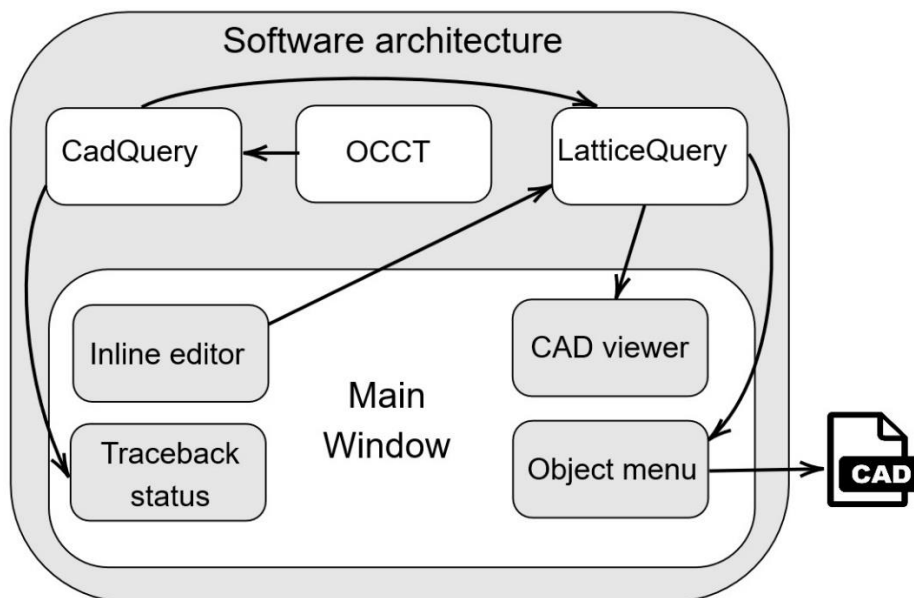 Software architecture
CadQuery
OCCT
LatticeQuery
Inline editor
CAD viewer
Main
Window
Traceback
status
Object menu
CAD